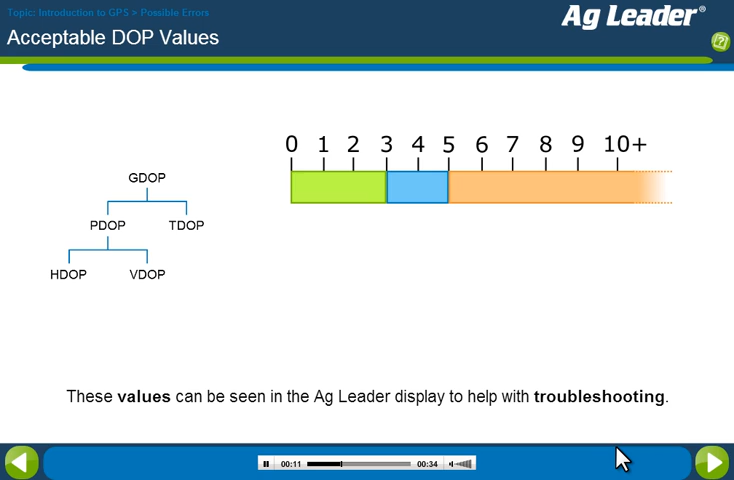 Topic: Introduction to GPS > Possible Errors
Ag Leader®
Acceptable DOP Values
0 1 2 3 4 5 6 7 8 9 10+
GDOP
PDOP TDOP
HDOP VDOP
These values can be seen in the Ag Leader display to help with troubleshooting.
00:11 00:34